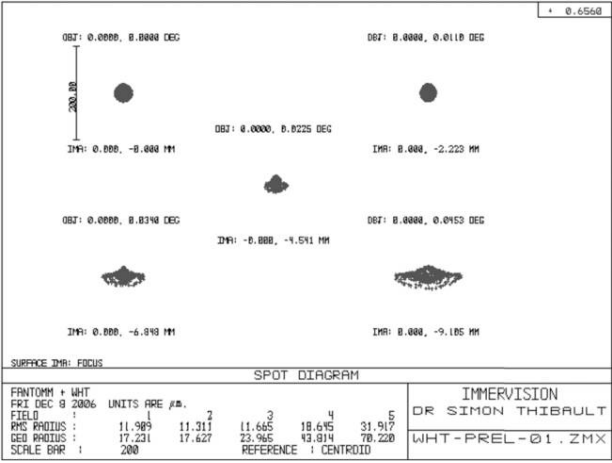 + 0.6560
OBJ: 0.0000, 0.0000 DEG
OBJ: 0.0000, 0.0110 DEG
200.00
OBJ: 0.0000, 0.0225 DEG
IMA: 0.000, -0.000 MM
IMA: 0.000, -2.223 MM
OBJ: 0.0000, 0.0340 DEG
OBJ: 0.0000, 0.0453 DEG
IMA: -0.000, -4.541 MM
IMA: 0.000, -6.848 MM
IMA: 0.000, -9.105 MM
SURFACE IMA: FOCUS
SPOT DIAGRAM
FANTOMM + WHT
FRI DEC 8 2006 UNITS ARE µm.
FIELD : 1 2 3 4 5
RMS RADIUS : 11.909 11.311 11.665 18.645 31.917
GEO RADIUS : 17.231 17.627 23.965 43.814 70.220
SCALE BAR : 200 REFERENCE : CENTROID
IMMERVISION
DR SIMON THIBAULT
WHT-PREL-01.ZMX